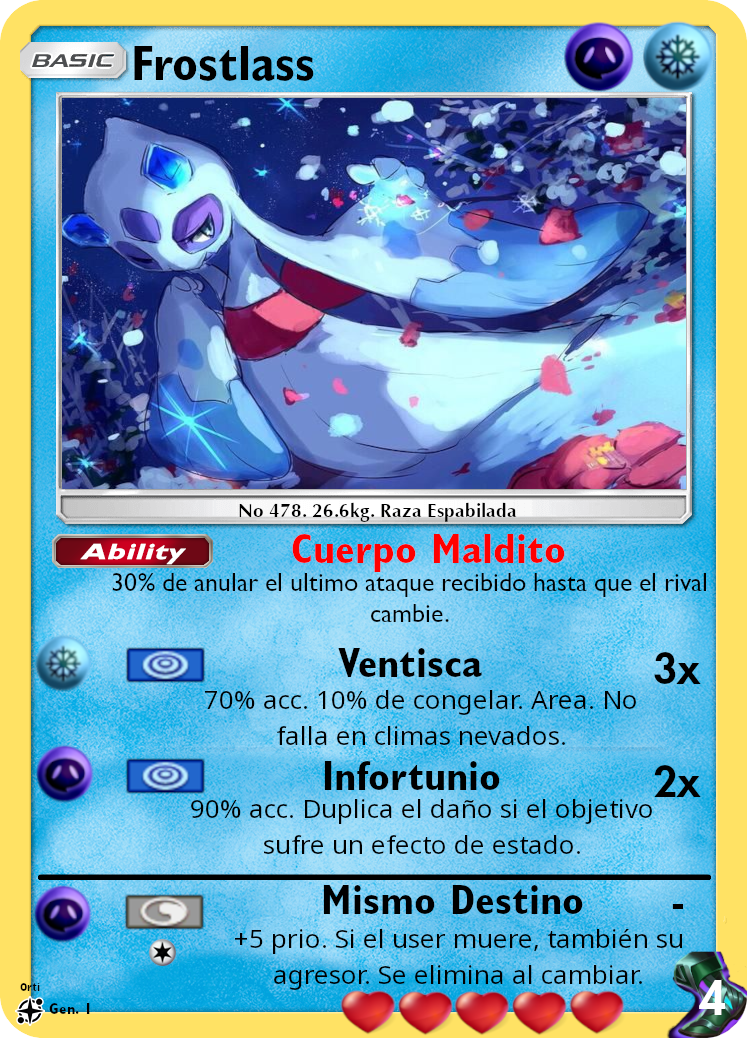 BASIC Frostlass
No 478. 26.6kg. Raza Espabilada
Ability Cuerpo Maldito
30% de anular el ultimo ataque recibido hasta que el rival
cambie.
Ventisca 3x
70% acc. 10% de congelar. Area. No
falla en climas nevados.
Infortunio 2x
90% acc. Duplica el daño si el objetivo
sufre un efecto de estado.
Mismo Destino -
+5 prio. Si el user muere, también su
agresor. Se elimina al cambiar.
Orti
Gen. 1
4